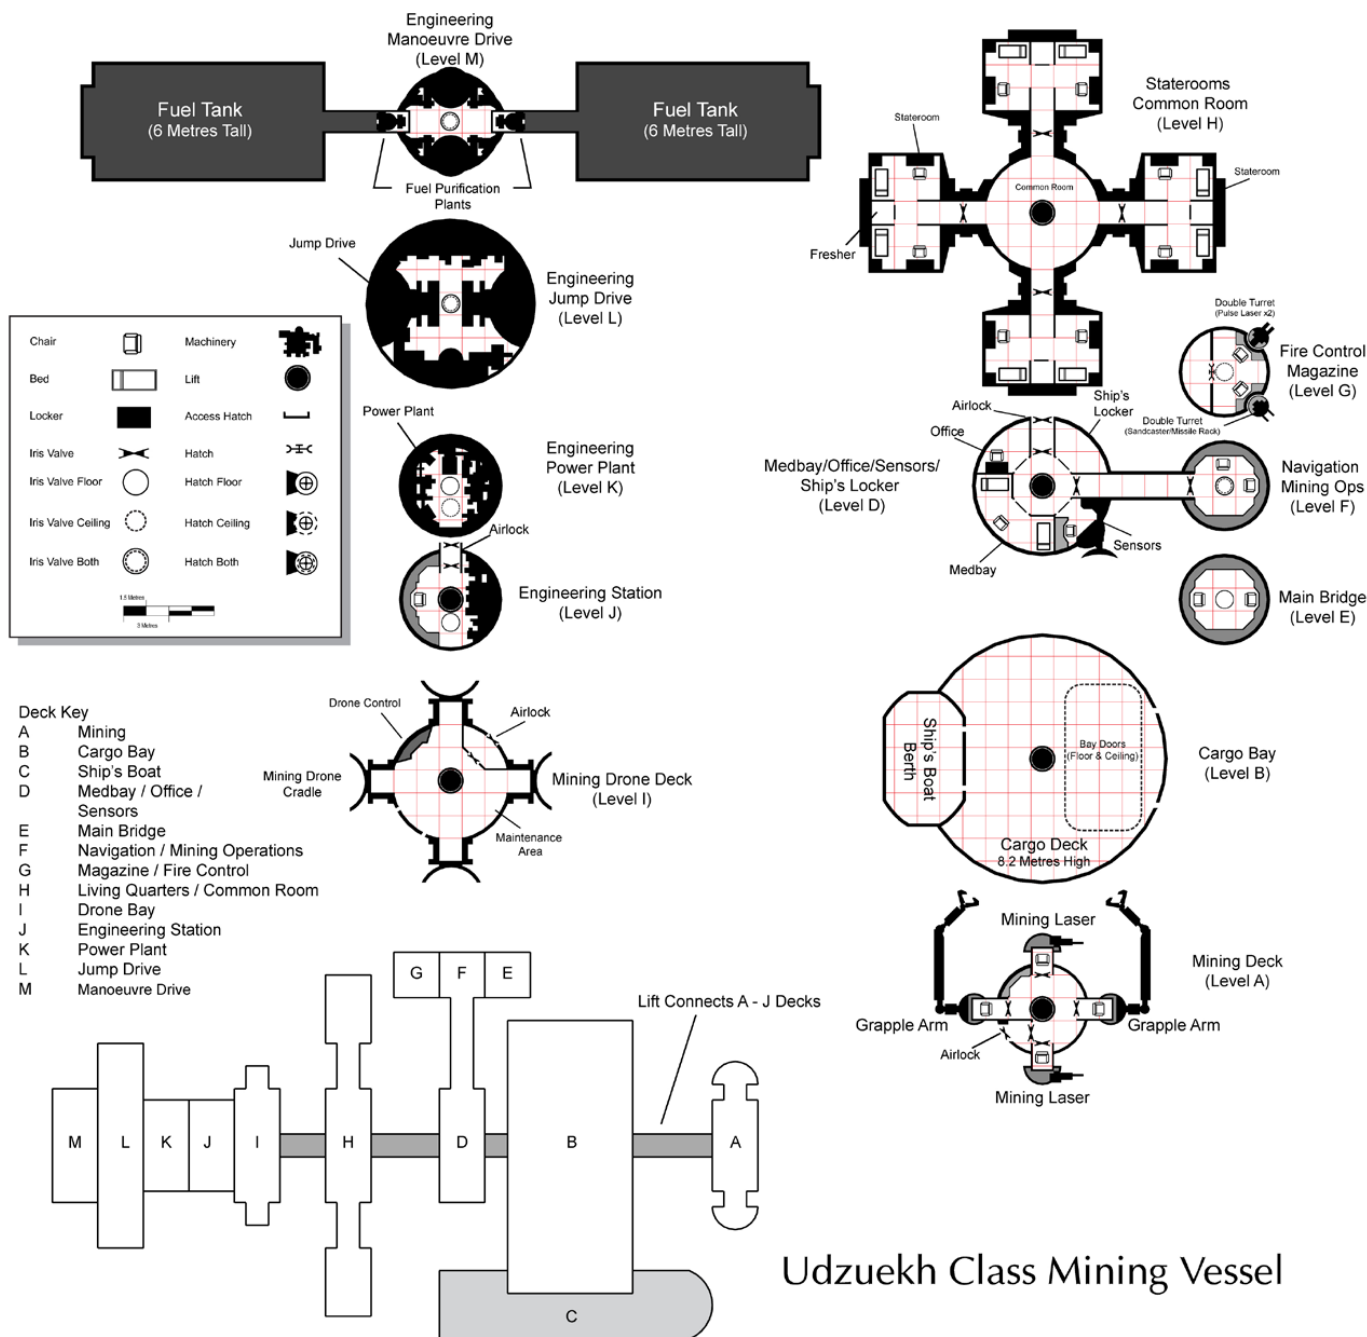 Engineering
Manoeuvre Drive
(Level M)
Fuel Tank
(6 Metres Tall)
Fuel Tank
(6 Metres Tall)
Fuel Purification
Plants
Staterooms
Common Room
(Level H)
Stateroom
Stateroom
Common Room
Fresher
Jump Drive
Engineering
Jump Drive
(Level L)
Double Turret
(Pulse Laser x2)
Fire Control
Magazine
(Level G)
Double Turret
(Sandcaster/Missile Rack)
Chair
Machinery
Bed
Lift
Locker
Access Hatch
Iris Valve
Hatch
Iris Valve Floor
Hatch Floor
Iris Valve Ceiling
Hatch Ceiling
Iris Valve Both
Hatch Both
1.5 Metres
3 Metres
Power Plant
Engineering
Power Plant
(Level K)
Airlock
Engineering Station
(Level J)
Airlock
Ship's
Locker
Office
Medbay/Office/Sensors/
Ship's Locker
(Level D)
Medbay
Sensors
Navigation
Mining Ops
(Level F)
Main Bridge
(Level E)
Deck Key
A Mining
B Cargo Bay
C Ship's Boat
D Medbay / Office /
Sensors
E Main Bridge
F Navigation / Mining Operations
G Magazine / Fire Control
H Living Quarters / Common Room
I Drone Bay
J Engineering Station
K Power Plant
L Jump Drive
M Manoeuvre Drive
Drone Control
Airlock
Mining Drone
Cradle
Mining Drone Deck
(Level I)
Maintenance
Area
Ship's Boat
Berth
Bay Doors
(Floor & Ceiling)
Cargo Bay
(Level B)
Cargo Deck
8.2 Metres High
Mining Laser
Mining Deck
(Level A)
Grapple Arm
Grapple Arm
Airlock
Mining Laser
G F E
Lift Connects A - J Decks
M L K J I H D B A
C
Udzuekh Class Mining Vessel